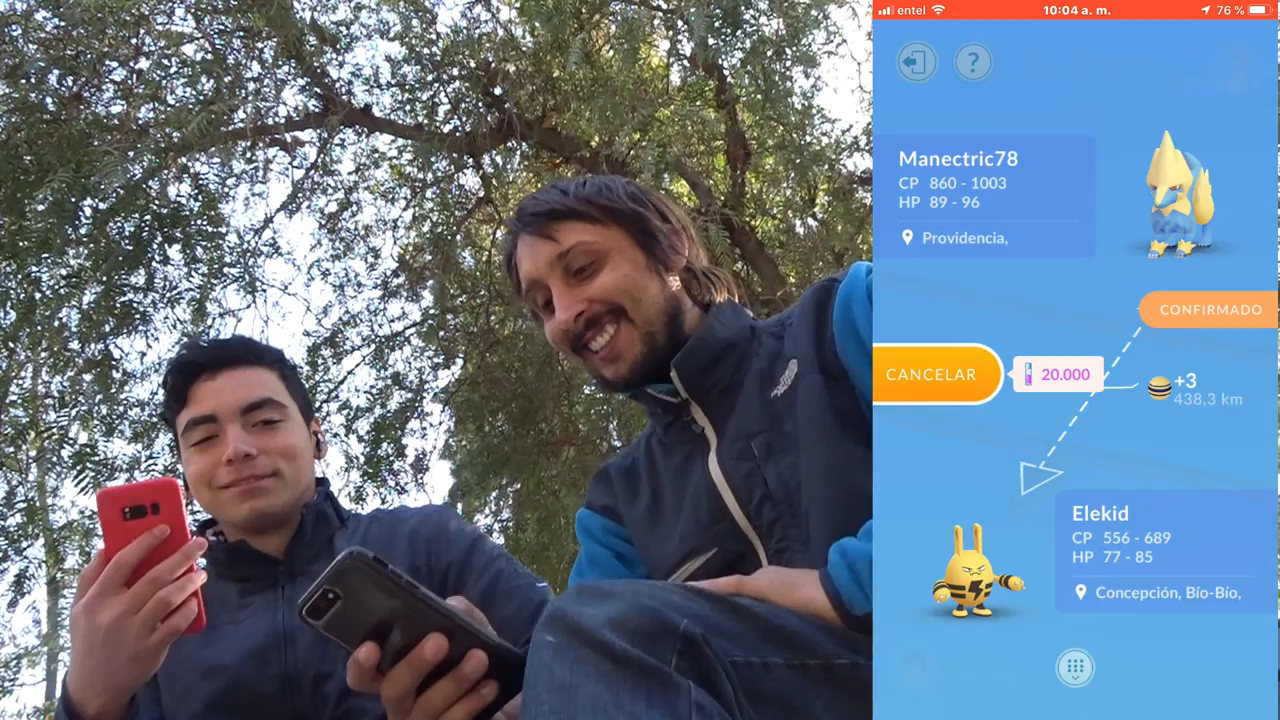 entel
10:04 a. m.
76 %
?
Manectric78
CP 860 - 1003
HP 89 - 96
Providencia,
CONFIRMADO
CANCELAR
20.000
+3
438,3 km
Elekid
CP 556 - 689
HP 77 - 85
Concepción, Bío-Bío,